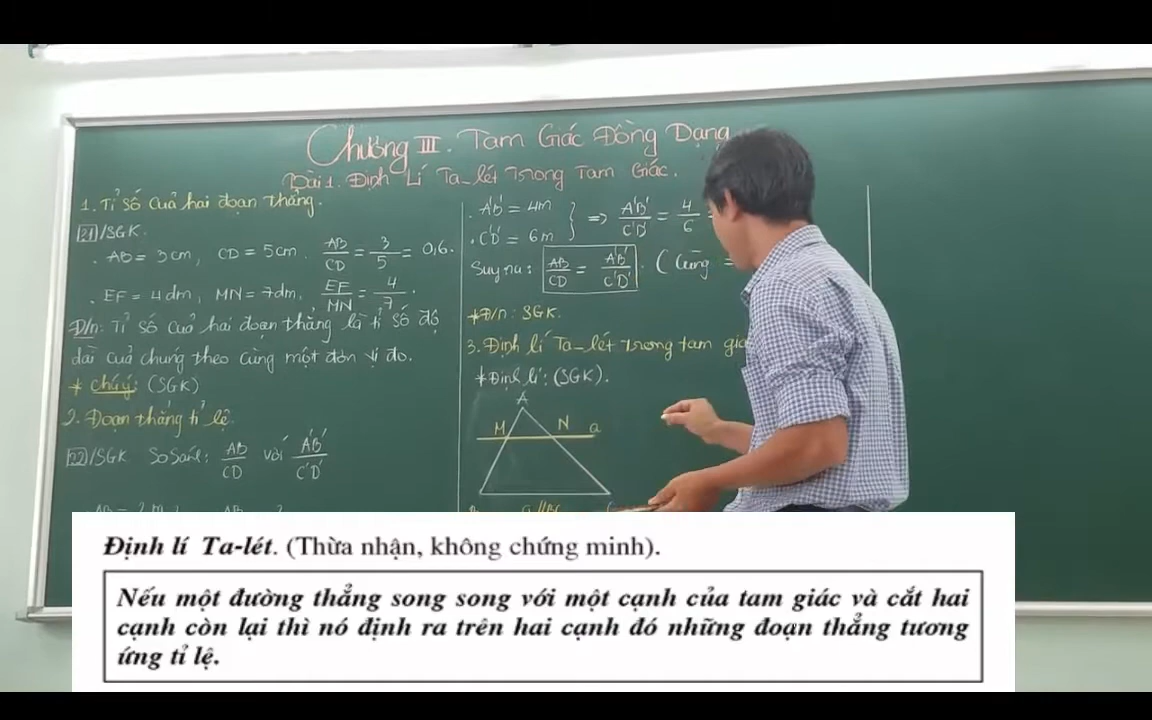 Chương III. Tam Giác Đồng Dạng
Bài 1. Định Lí Ta-lét Trong Tam Giác.
1. Tỉ số của hai đoạn thẳng.
?1/SGK.
. AB = 3cm, CD = 5cm. AB/CD = 3/5 = 0,6.
. EF = 4dm, MN = 7dm. EF/MN = 4/7.
Đ/n: Tỉ số của hai đoạn thẳng là tỉ số độ
dài của chúng theo cùng một đơn vị đo.
* Chú ý: (SGK)
2. Đoạn thẳng tỉ lệ.
?2/SGK So sánh: AB/CD với A'B'/C'D'
. A'B' = 4m
. C'D' = 6m } => A'B'/C'D' = 4/6 =
Suy ra: AB/CD = A'B'/C'D'. (Cùng =
* Đ/n: SGK.
3. Định lí Ta-lét trong tam giá
* Định lí: (SGK).
A
M N a
a//BC
Định lí Ta-lét. (Thừa nhận, không chứng minh).
Nếu một đường thẳng song song với một cạnh của tam giác và cắt hai
cạnh còn lại thì nó định ra trên hai cạnh đó những đoạn thẳng tương
ứng tỉ lệ.